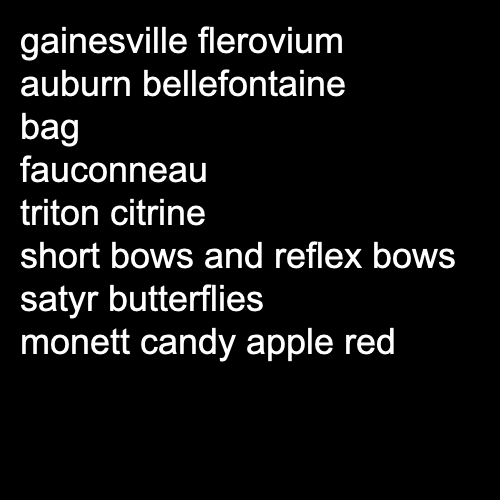 gainesville flerovium
auburn bellefontaine
bag
fauconneau
triton citrine
short bows and reflex bows
satyr butterflies
monett candy apple red